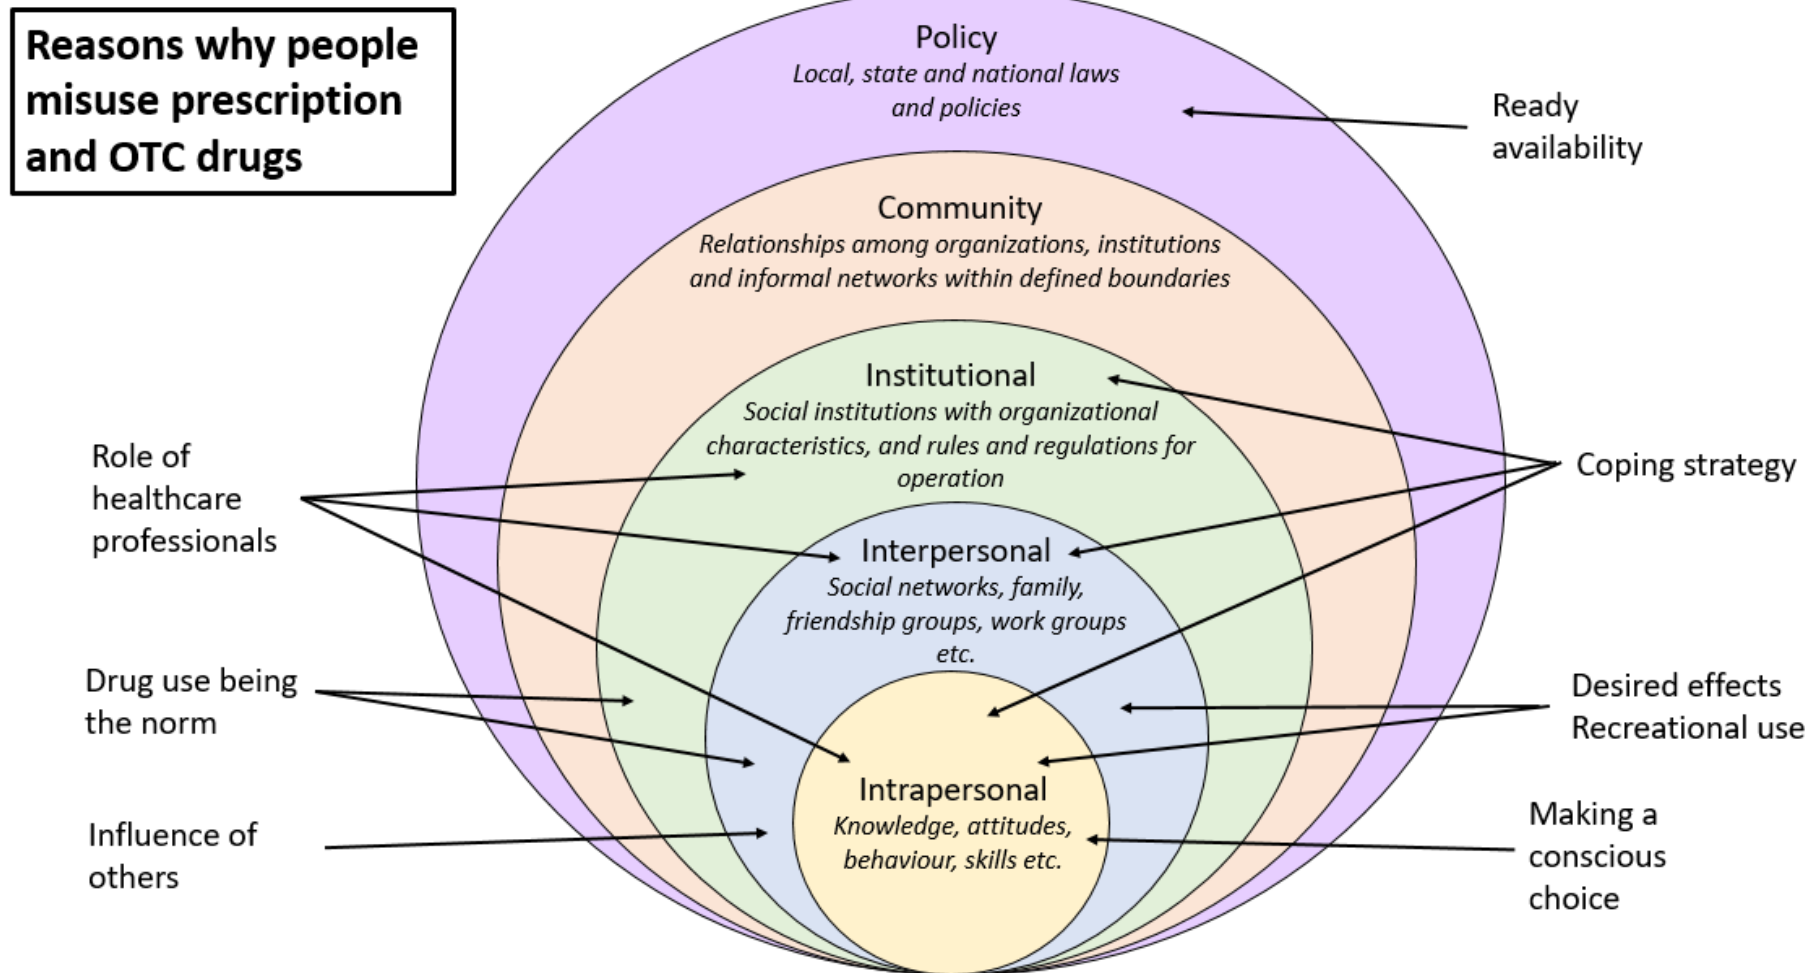 Reasons why people
misuse prescription
and OTC drugs
Policy
Local, state and national laws
and policies
Ready
availability
Community
Relationships among organizations, institutions
and informal networks within defined boundaries
Institutional
Social institutions with organizational
characteristics, and rules and regulations for
operation
Role of
healthcare
professionals
Coping strategy
Interpersonal
Social networks, family,
friendship groups, work groups
etc.
Drug use being
the norm
Desired effects
Recreational use
Intrapersonal
Knowledge, attitudes,
behaviour, skills etc.
Influence of
others
Making a
conscious
choice